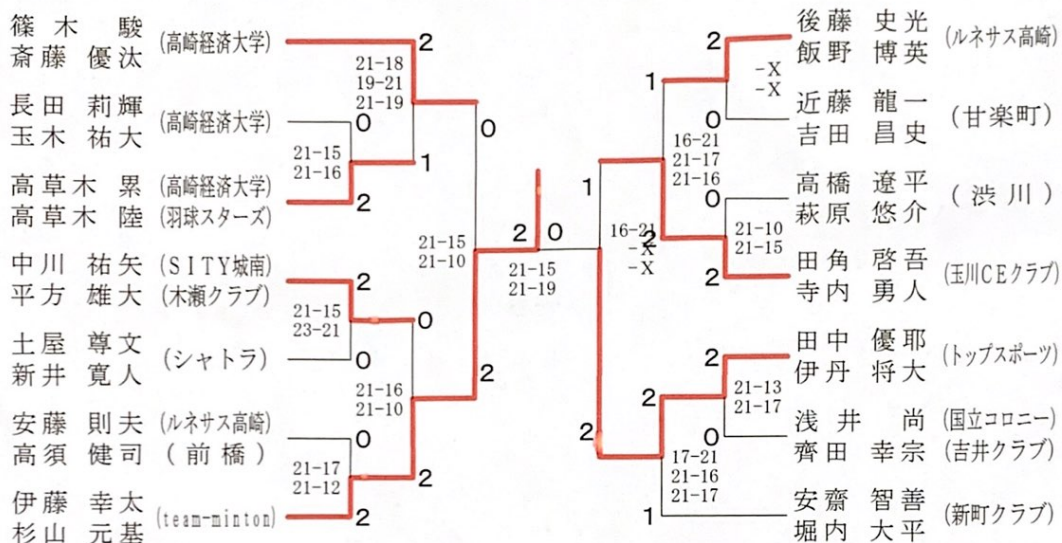 篠木 駿 (高崎経済大学)
斎藤 優汰
2
21-18
19-21
21-19
長田 莉輝 (高崎経済大学)
玉木 祐大
0
0
21-15
21-16
1
高草木 累 (高崎経済大学)
高草木 陸 (羽球スターズ)
2
中川 祐矢 (SITY城南)
平方 雄大 (木瀬クラブ)
2
21-15
23-21
0
土屋 尊文 (シャトラ)
新井 寛人
0
21-15
21-10
2
21-16
21-10
安藤 則夫 (ルネサス高崎)
高須 健司 (前橋)
0
21-17
21-12
2
伊藤 幸太 (team-minton)
杉山 元基
2
2 0
21-15
21-19
後藤 史光 (ルネサス高崎)
飯野 博英
2
1
-X
-X
近藤 龍一 (甘楽町)
吉田 昌史
0
16-21
21-17
21-16
1
高橋 遼平 (渋川)
萩原 悠介
0
21-10
21-15
2
田角 啓吾 (玉川CEクラブ)
寺内 勇人
2
16-21
-X
-X
田中 優耶 (トップスポーツ)
伊丹 将大
2
21-13
21-17
2
浅井 尚 (国立コロニー)
齊田 幸宗 (吉井クラブ)
0
2
17-21
21-16
21-17
安齋 智善 (新町クラブ)
堀内 大平
1